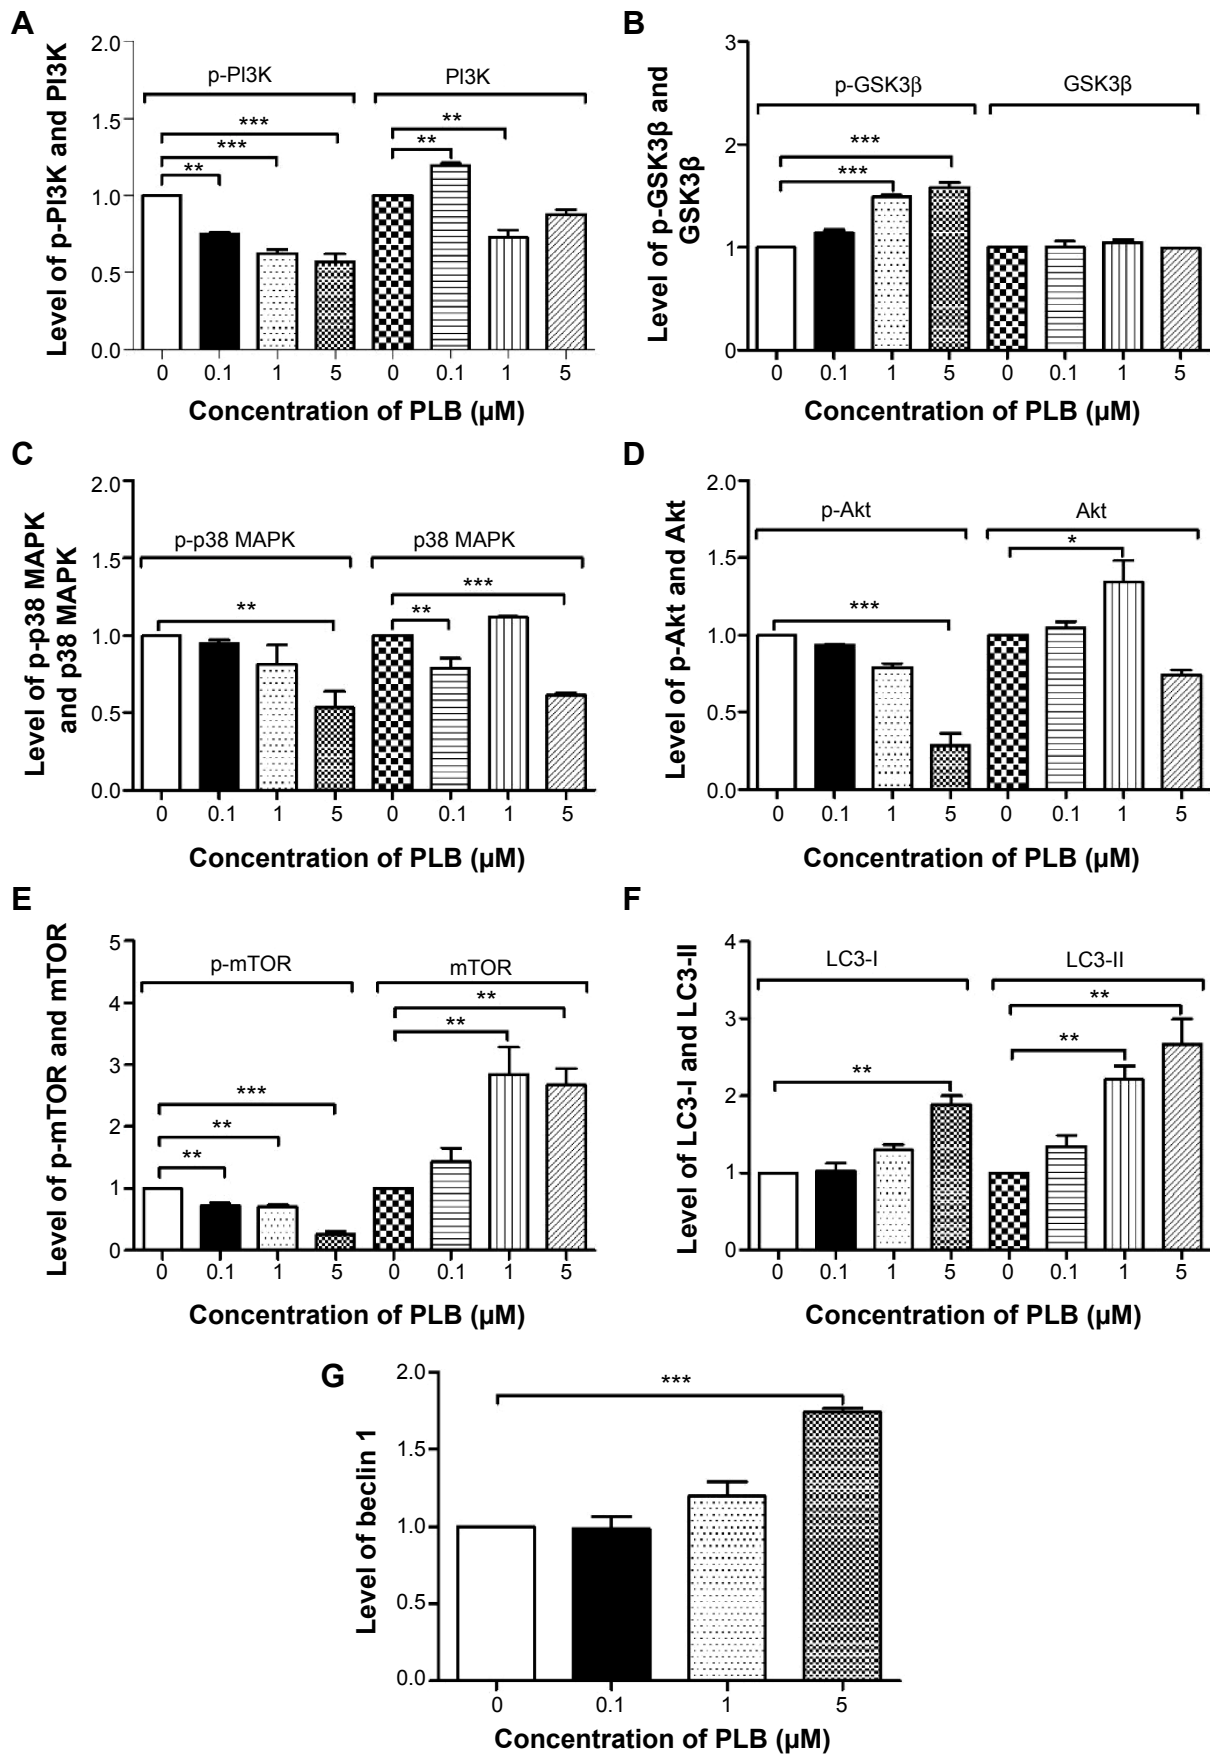 A
Level of p-PI3K and PI3K
2.0
1.5
1.0
0.5
0.0
p-PI3K
PI3K
***
***
**
**
**
0 0.1 1 5 0 0.1 1 5
Concentration of PLB (µM)
B
Level of p-GSK3β and
GSK3β
3
2
1
0
p-GSK3β
GSK3β
***
***
0 0.1 1 5 0 0.1 1 5
Concentration of PLB (µM)
C
Level of p-p38 MAPK
and p38 MAPK
2.0
1.5
1.0
0.5
0.0
p-p38 MAPK
p38 MAPK
**
***
**
0 0.1 1 5 0 0.1 1 5
Concentration of PLB (µM)
D
Level of p-Akt and Akt
2.0
1.5
1.0
0.5
0.0
p-Akt
Akt
***
*
0 0.1 1 5 0 0.1 1 5
Concentration of PLB (µM)
E
Level of p-mTOR and mTOR
5
4
3
2
1
0
p-mTOR
mTOR
***
**
**
**
**
0 0.1 1 5 0 0.1 1 5
Concentration of PLB (µM)
F
Level of LC3-I and LC3-II
4
3
2
1
0
LC3-I
LC3-II
**
**
**
0 0.1 1 5 0 0.1 1 5
Concentration of PLB (µM)
G
Level of beclin 1
2.0
1.5
1.0
0.5
0.0
***
0 0.1 1 5
Concentration of PLB (µM)